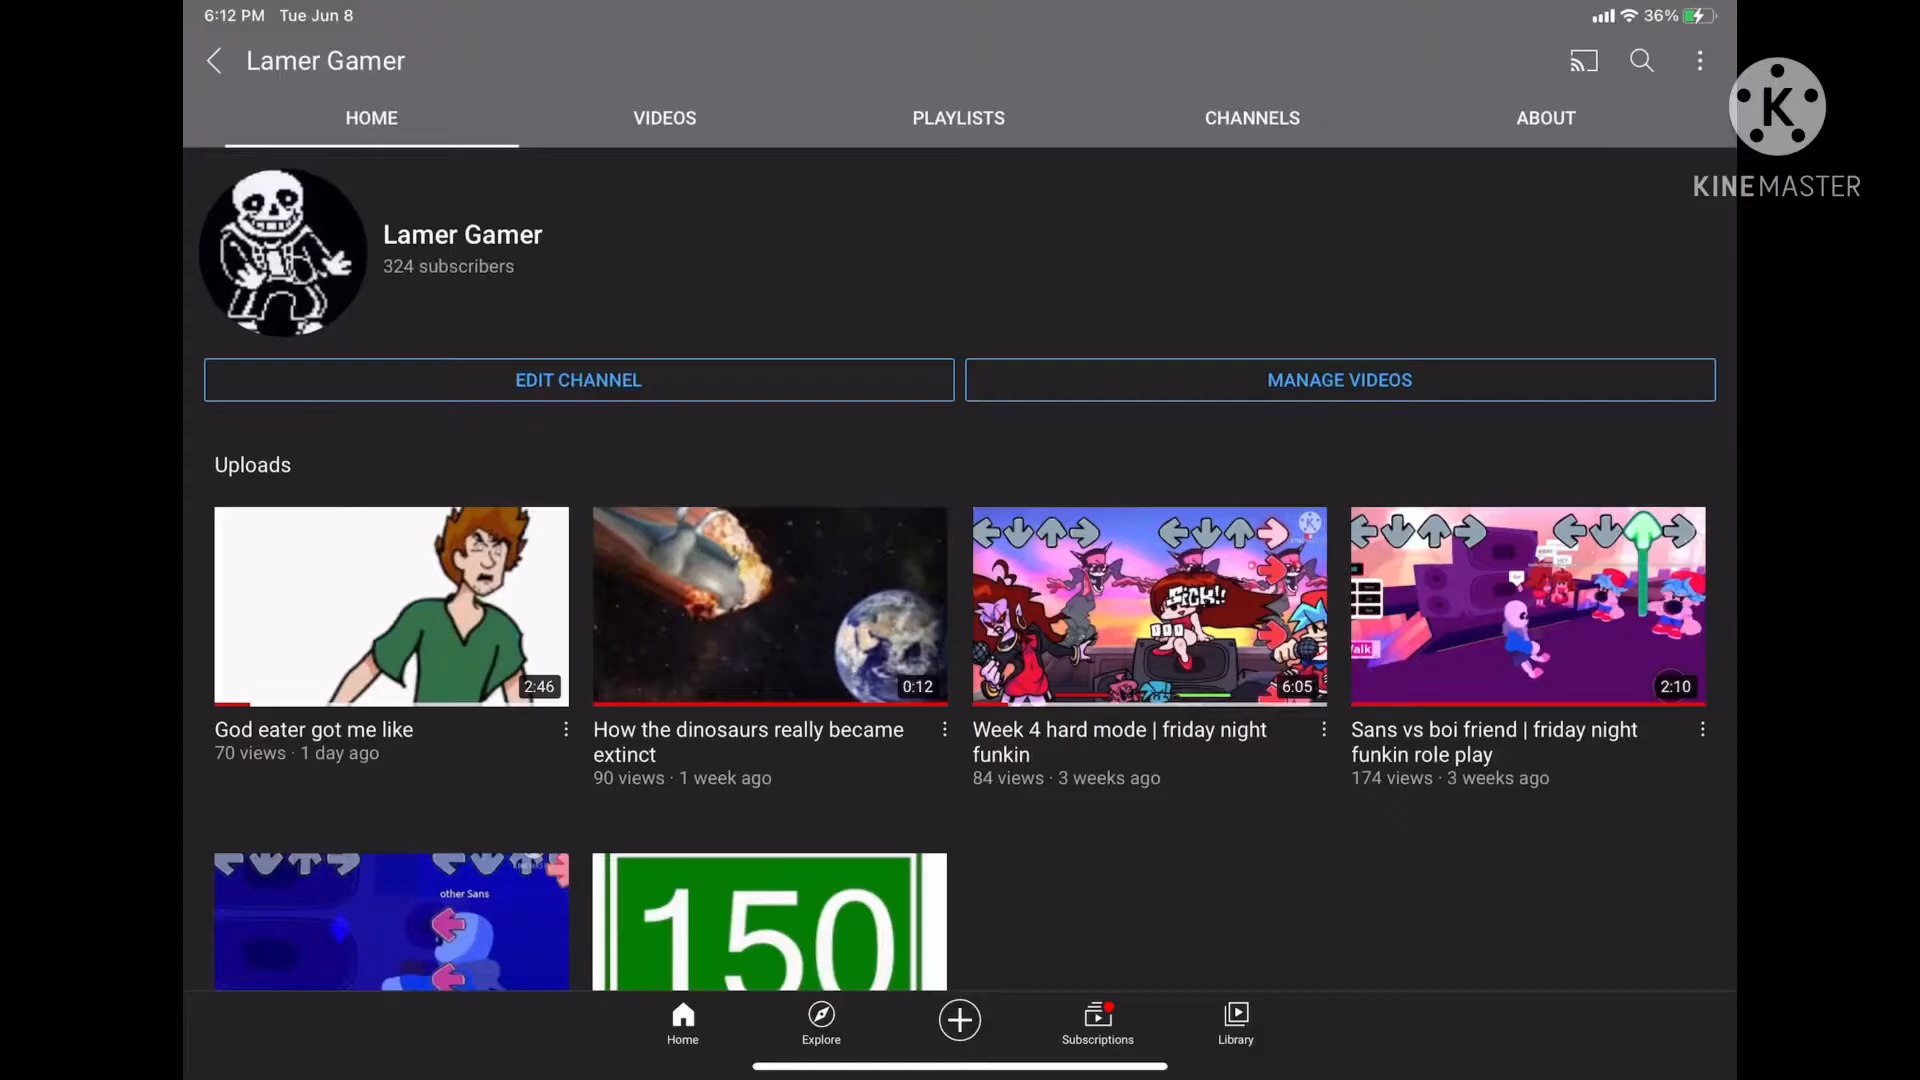 6:12 PM Tue Jun 8
36%
Lamer Gamer
HOME VIDEOS PLAYLISTS CHANNELS ABOUT
K
KINEMASTER
Lamer Gamer
324 subscribers
EDIT CHANNEL MANAGE VIDEOS
Uploads
SICK!!
000
alk
2:46 0:12 6:05 2:10
God eater got me like
70 views · 1 day ago
How the dinosaurs really became
extinct
90 views · 1 week ago
Week 4 hard mode | friday night
funkin
84 views · 3 weeks ago
Sans vs boi friend | friday night
funkin role play
174 views · 3 weeks ago
other Sans
150
Home Explore Subscriptions Library